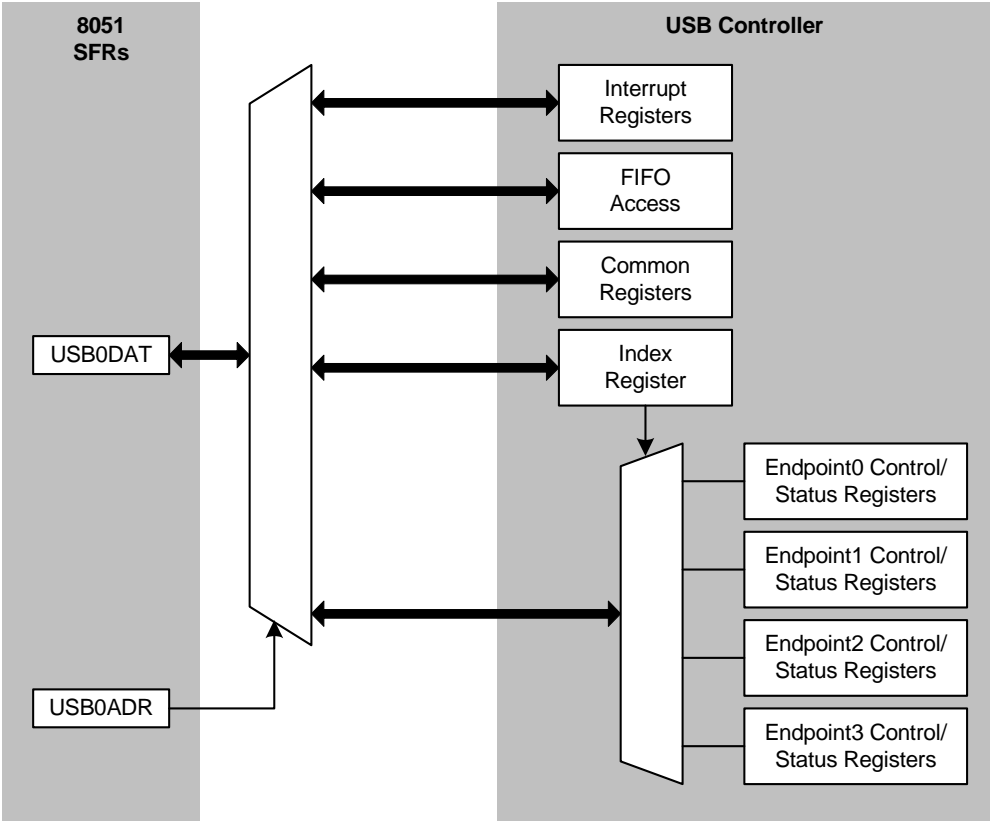 8051
SFRs
USB Controller
Interrupt
Registers
FIFO
Access
Common
Registers
USB0DAT
Index
Register
Endpoint0 Control/
Status Registers
Endpoint1 Control/
Status Registers
Endpoint2 Control/
Status Registers
USB0ADR
Endpoint3 Control/
Status Registers